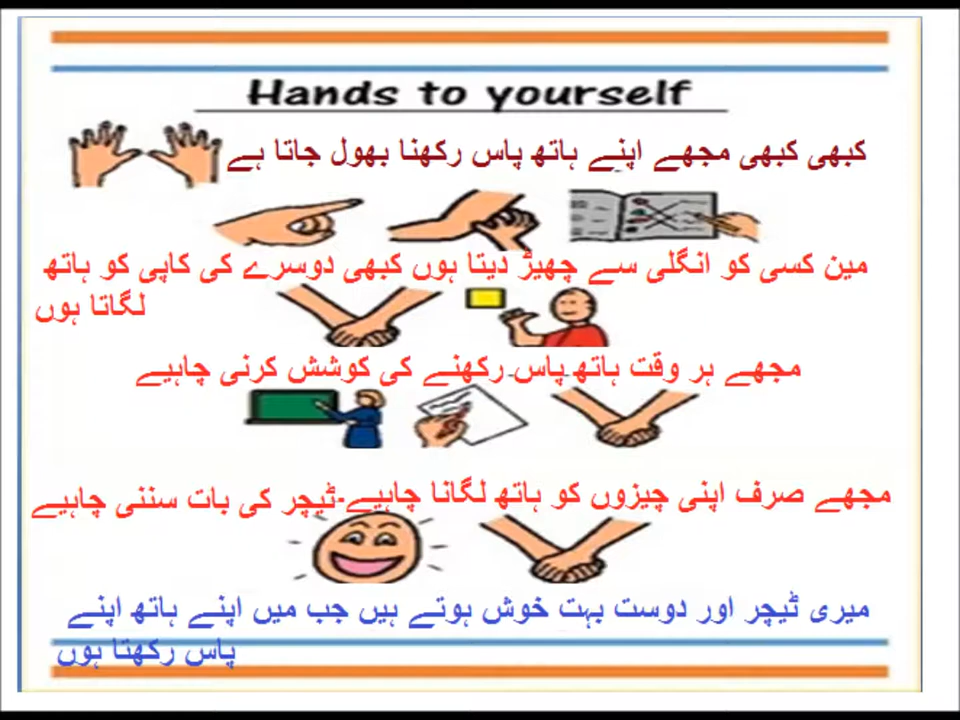 Hands to yourself
کبھی کبھی مجھے اپنے ہاتھ پاس رکھنا بھول جاتا ہے
مین کسی کو انگلی سے چھیڑ دیتا ہوں کبھی دوسرے کی کاپی کو ہاتھ
لگاتا ہوں
مجھے ہر وقت ہاتھ پاس رکھنے کی کوشش کرنی چاہیے
مجھے صرف اپنی چیزوں کو ہاتھ لگانا چاہیے۔ٹیچر کی بات سننی چاہیے
میری ٹیچر اور دوست بہت خوش ہوتے ہیں جب میں اپنے ہاتھ اپنے
پاس رکھتا ہوں